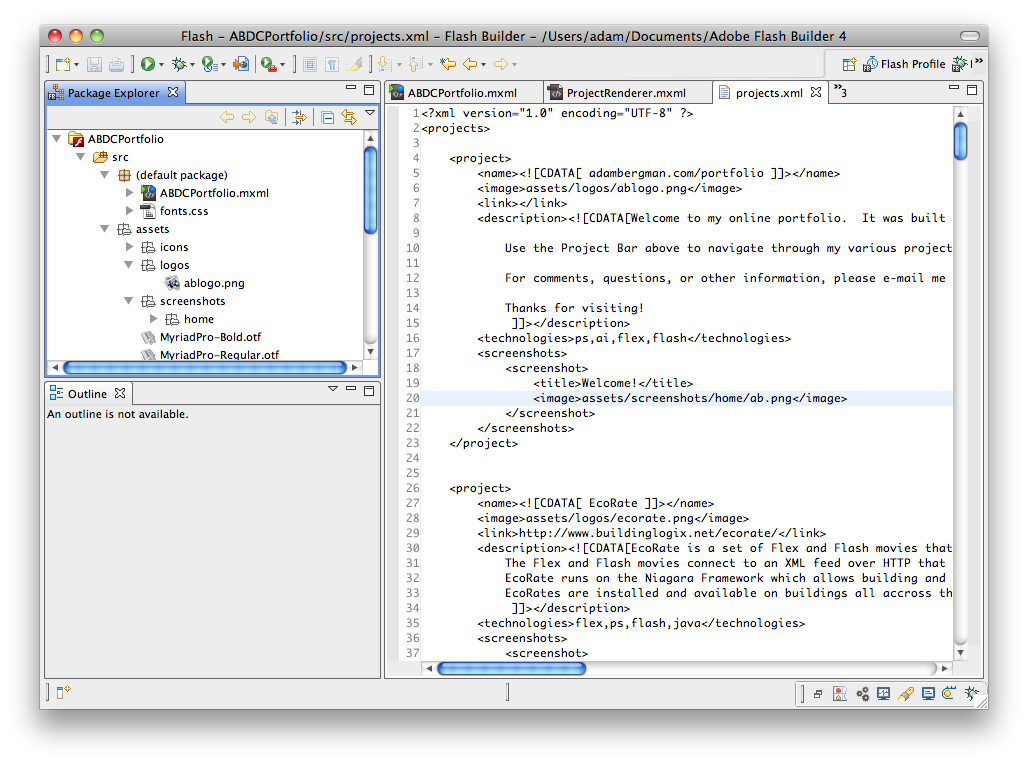 Flash – ABDCPortfolio/src/projects.xml – Flash Builder – /Users/adam/Documents/Adobe Flash Builder 4
Flash Profile
Package Explorer
ABDCPortfolio
src
(default package)
ABDCPortfolio.mxml
fonts.css
assets
icons
logos
ablogo.png
screenshots
home
MyriadPro-Bold.otf
MyriadPro-Regular.otf
Outline
An outline is not available.
ABDCPortfolio.mxml ProjectRenderer.mxml projects.xml »3
1 <?xml version="1.0" encoding="UTF-8" ?>
2 <projects>
3
4 <project>
5 <name><![CDATA[ adambergman.com/portfolio ]]></name>
6 <image>assets/logos/ablogo.png</image>
7 <link></link>
8 <description><![CDATA[Welcome to my online portfolio.  It was built
9
10 Use the Project Bar above to navigate through my various project
11
12 For comments, questions, or other information, please e-mail me
13
14 Thanks for visiting!
15 ]]></description>
16 <technologies>ps,ai,flex,flash</technologies>
17 <screenshots>
18 <screenshot>
19 <title>Welcome!</title>
20 <image>assets/screenshots/home/ab.png</image>
21 </screenshot>
22 </screenshots>
23 </project>
24
25
26 <project>
27 <name><![CDATA[ EcoRate ]]></name>
28 <image>assets/logos/ecorate.png</image>
29 <link>http://www.buildinglogix.net/ecorate/</link>
30 <description><![CDATA[EcoRate is a set of Flex and Flash movies that
31 The Flex and Flash movies connect to an XML feed over HTTP that
32 EcoRate runs on the Niagara Framework which allows building and
33 EcoRates are installed and available on buildings all accross th
34 ]]></description>
35 <technologies>flex,ps,flash,java</technologies>
36 <screenshots>
37 <screenshot>